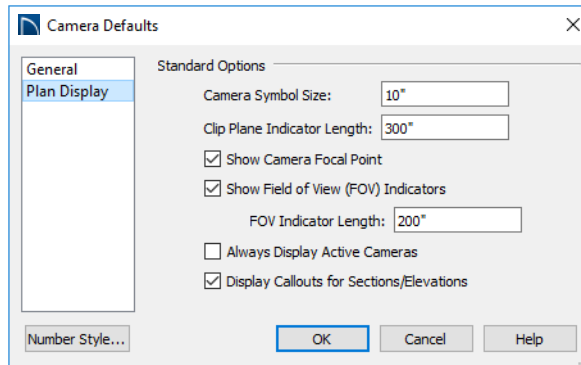 Camera Defaults
General
Plan Display
Standard Options
Camera Symbol Size: 10"
Clip Plane Indicator Length: 300"
Show Camera Focal Point
Show Field of View (FOV) Indicators
FOV Indicator Length: 200"
Always Display Active Cameras
Display Callouts for Sections/Elevations
Number Style... OK Cancel Help